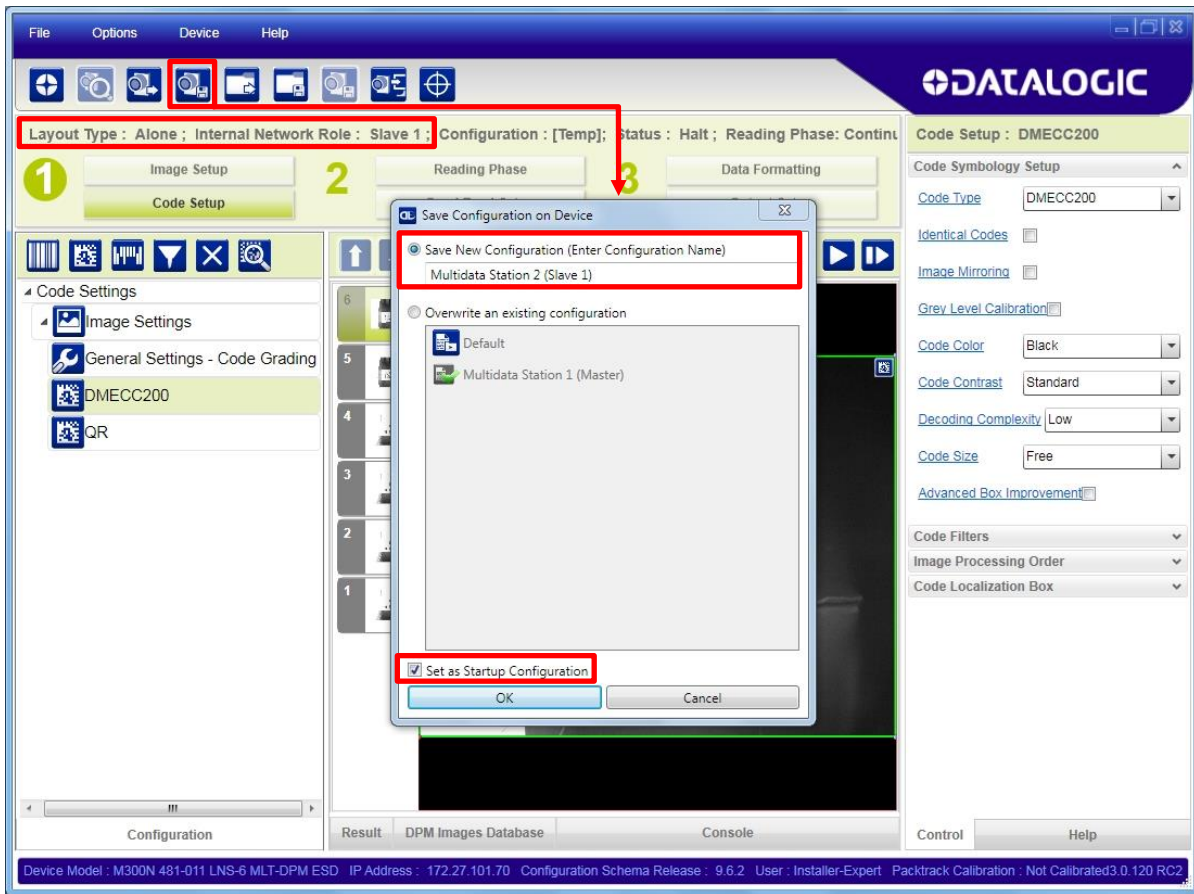 File Options Device Help
DATALOGIC
Layout Type : Alone ; Internal Network Role : Slave 1 ; Configuration : [Temp]; Status : Halt ; Reading Phase: Continu
Code Setup : DMECC200
1 Image Setup 2 Reading Phase 3 Data Formatting
Code Setup
Code Symbology Setup
Code Type DMECC200
Identical Codes
Image Mirroring
Grey Level Calibration
Code Color Black
Code Contrast Standard
Decoding Complexity Low
Code Size Free
Advanced Box Improvement
Code Filters
Image Processing Order
Code Localization Box
Code Settings
Image Settings
General Settings - Code Grading
DMECC200
QR
6
5
4
3
2
1
Save Configuration on Device
Save New Configuration (Enter Configuration Name)
Multidata Station 2 (Slave 1)
Overwrite an existing configuration
Default
Multidata Station 1 (Master)
Set as Startup Configuration
OK Cancel
Configuration
Result DPM Images Database Console
Control Help
Device Model : M300N 481-011 LNS-6 MLT-DPM ESD IP Address : 172.27.101.70 Configuration Schema Release : 9.6.2 User : Installer-Expert Packtrack Calibration : Not Calibrated3.0.120 RC2